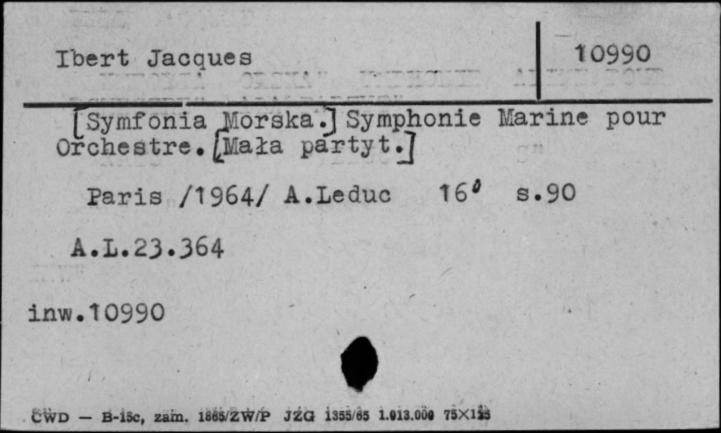 Ibert Jacques
10990
[Symfonia Morska.] Symphonie Marine pour
Orchestre. [Mała partyt.]
Paris /1964/ A.Leduc 16⁰ s.90
A.L.23.364
inw.10990
CWD — B-15c, zam. 1865/ZW/P JZG 1355/65 1.013.000 75×125